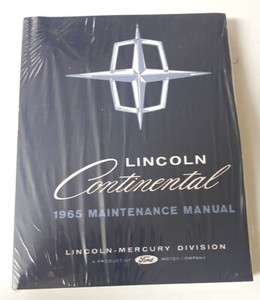 LINCOLN
Continental
1965 MAINTENANCE MANUAL
LINCOLN-MERCURY DIVISION
A PRODUCT OF Ford MOTOR COMPANY